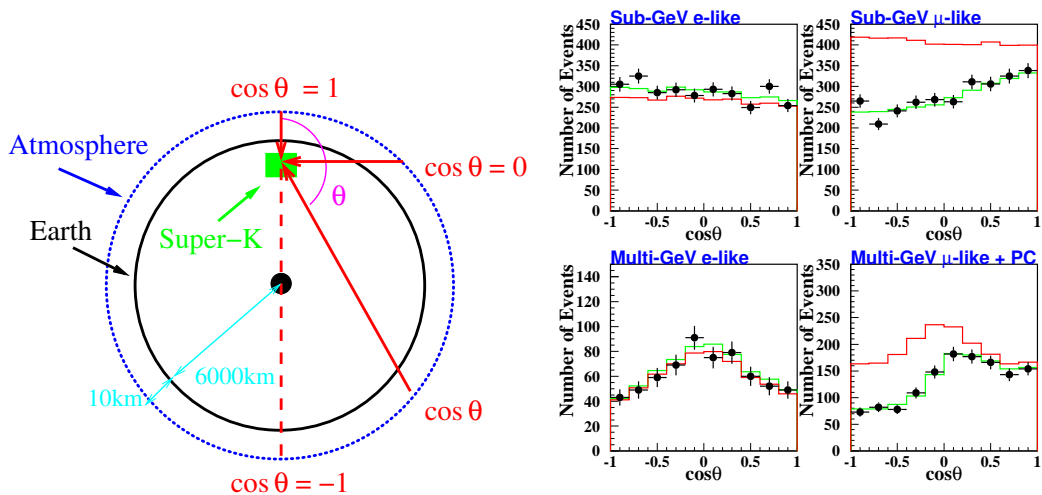 cos θ = 1
Atmosphere
cos θ = 0
θ
Earth
Super−K
6000km
10km
cos θ
cos θ = −1
Sub-GeV e-like
Number of Events
450
400
350
300
250
200
150
100
50
0
-1 -0.5 0 0.5 1
cosθ
Sub-GeV μ-like
Number of Events
450
400
350
300
250
200
150
100
50
0
-1 -0.5 0 0.5 1
cosθ
Multi-GeV e-like
Number of Events
140
120
100
80
60
40
20
0
-1 -0.5 0 0.5 1
cosθ
Multi-GeV μ-like + PC
Number of Events
350
300
250
200
150
100
50
0
-1 -0.5 0 0.5 1
cosθ